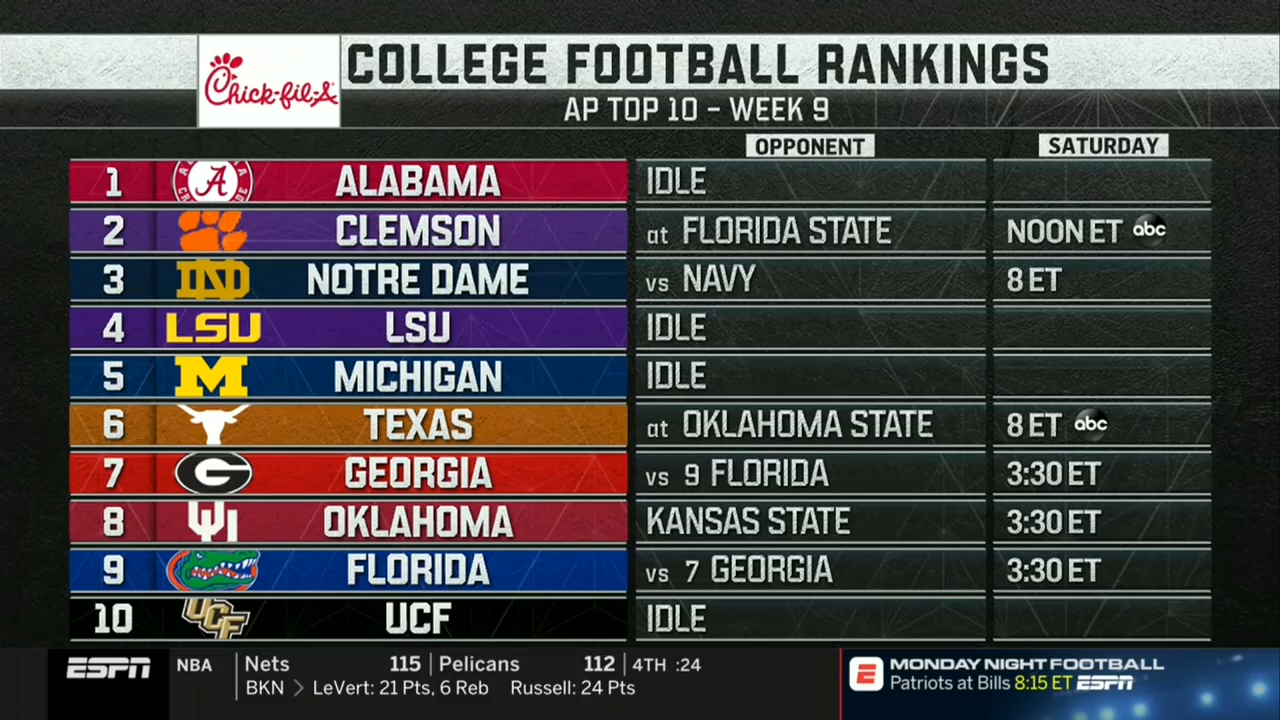 Chick-fil-A
COLLEGE FOOTBALL RANKINGS
AP TOP 10 – WEEK 9
OPPONENT SATURDAY
1 A ALABAMA IDLE
2 CLEMSON at FLORIDA STATE NOON ET abc
3 ND NOTRE DAME vs NAVY 8 ET
4 LSU LSU IDLE
5 M MICHIGAN IDLE
6 TEXAS at OKLAHOMA STATE 8 ET abc
7 G GEORGIA vs 9 FLORIDA 3:30 ET
8 OU OKLAHOMA KANSAS STATE 3:30 ET
9 FLORIDA vs 7 GEORGIA 3:30 ET
10 UCF UCF IDLE
ESPN NBA Nets 115 Pelicans 112 4TH :24
BKN > LeVert: 21 Pts, 6 Reb Russell: 24 Pts
E MONDAY NIGHT FOOTBALL
Patriots at Bills 8:15 ET ESPN